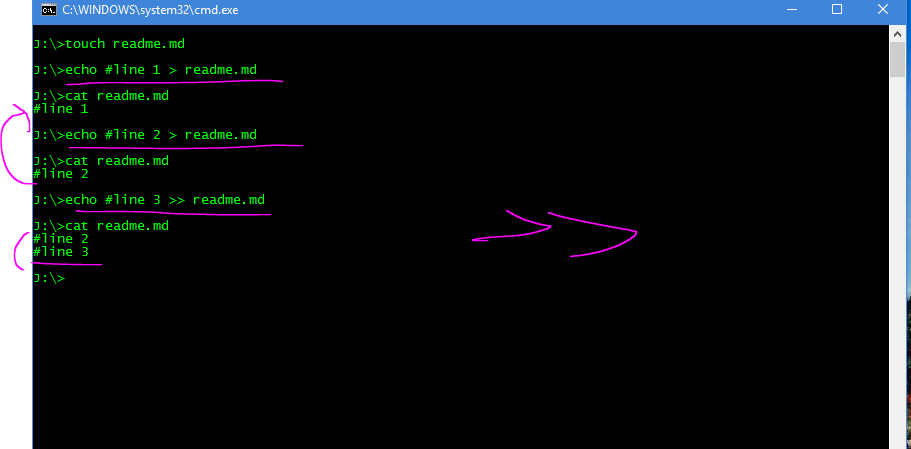 C:\WINDOWS\system32\cmd.exe
J:\>touch readme.md
J:\>echo #line 1 > readme.md
J:\>cat readme.md
#line 1
J:\>echo #line 2 > readme.md
J:\>cat readme.md
#line 2
J:\>echo #line 3 >> readme.md
J:\>cat readme.md
#line 2
#line 3
J:\>